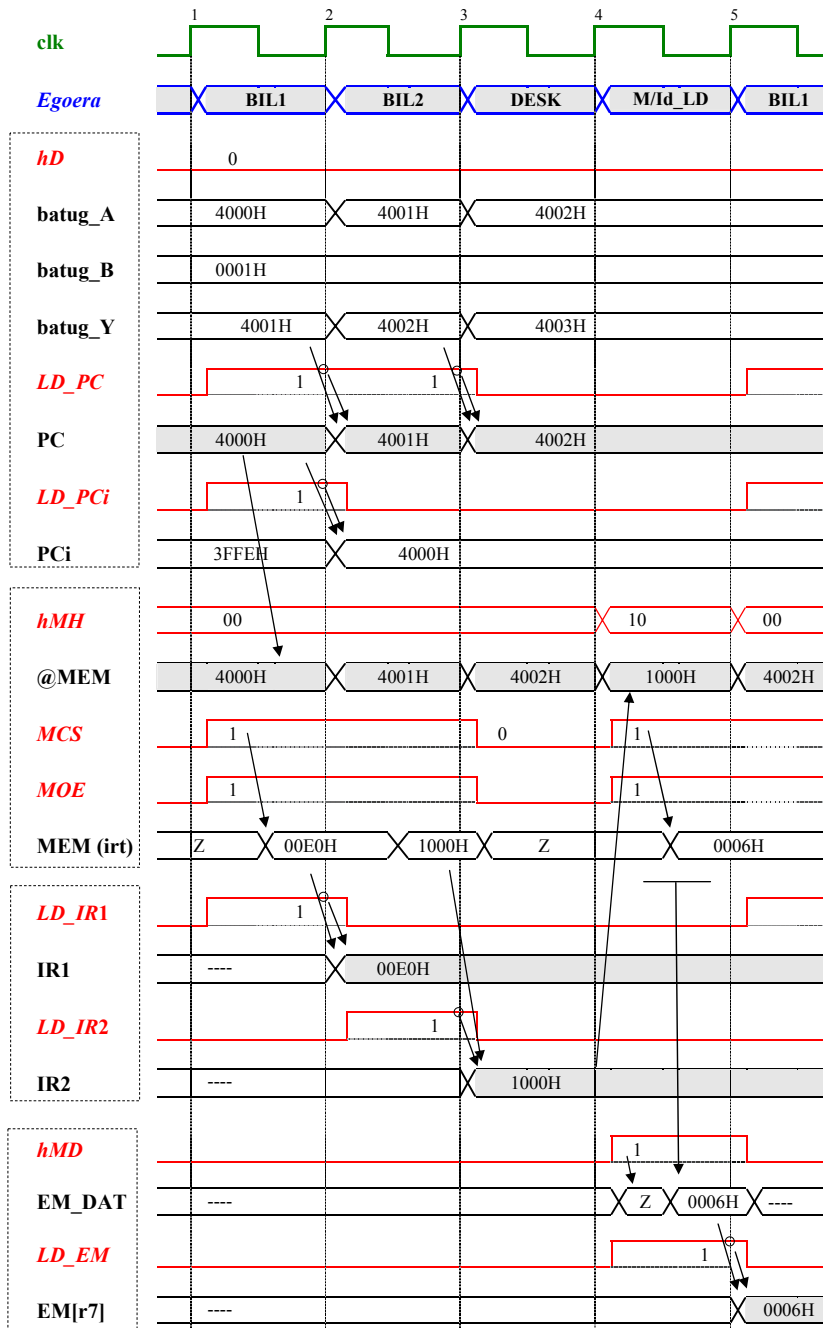 1 2 3 4 5
clk
Egoera BIL1 BIL2 DESK M/Id_LD BIL1
hD 0
batug_A 4000H 4001H 4002H
batug_B 0001H
batug_Y 4001H 4002H 4003H
LD_PC 1 1
PC 4000H 4001H 4002H
LD_PCi 1
PCi 3FFEH 4000H
hMH 00 10 00
@MEM 4000H 4001H 4002H 1000H 4002H
MCS 1 0 1
MOE 1 1
MEM (irt) Z 00E0H 1000H Z 0006H
LD_IR1 1
IR1 ---- 00E0H
LD_IR2 1
IR2 ---- 1000H
hMD 1
EM_DAT ---- Z 0006H ----
LD_EM 1
EM[r7] ---- 0006H